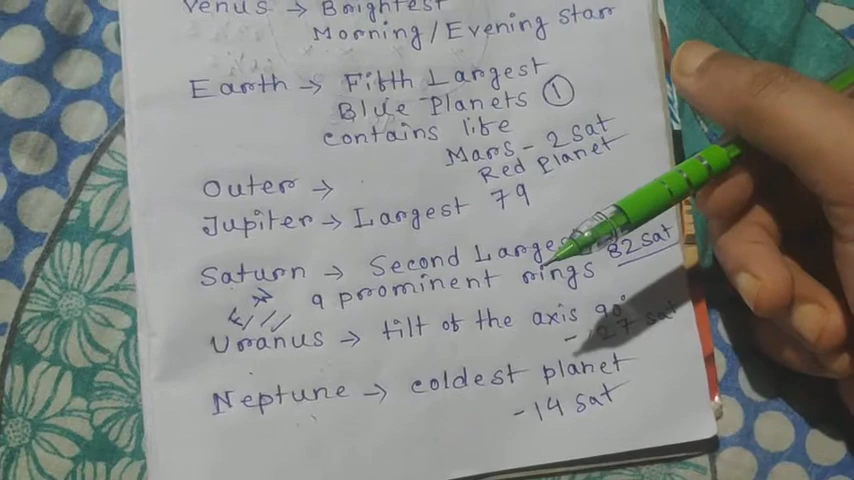 Venus → Brightest
Morning/Evening star
Earth → Fifth Largest
Blue Planets ①
contains life
Mars - 2 sat
Red Planet
Outer →
Jupiter → Largest 79
Saturn → Second Largest 82 sat
a prominent rings
Uranus → tilt of the axis 90°
- 27 sat
Neptune → coldest planet
- 14 sat